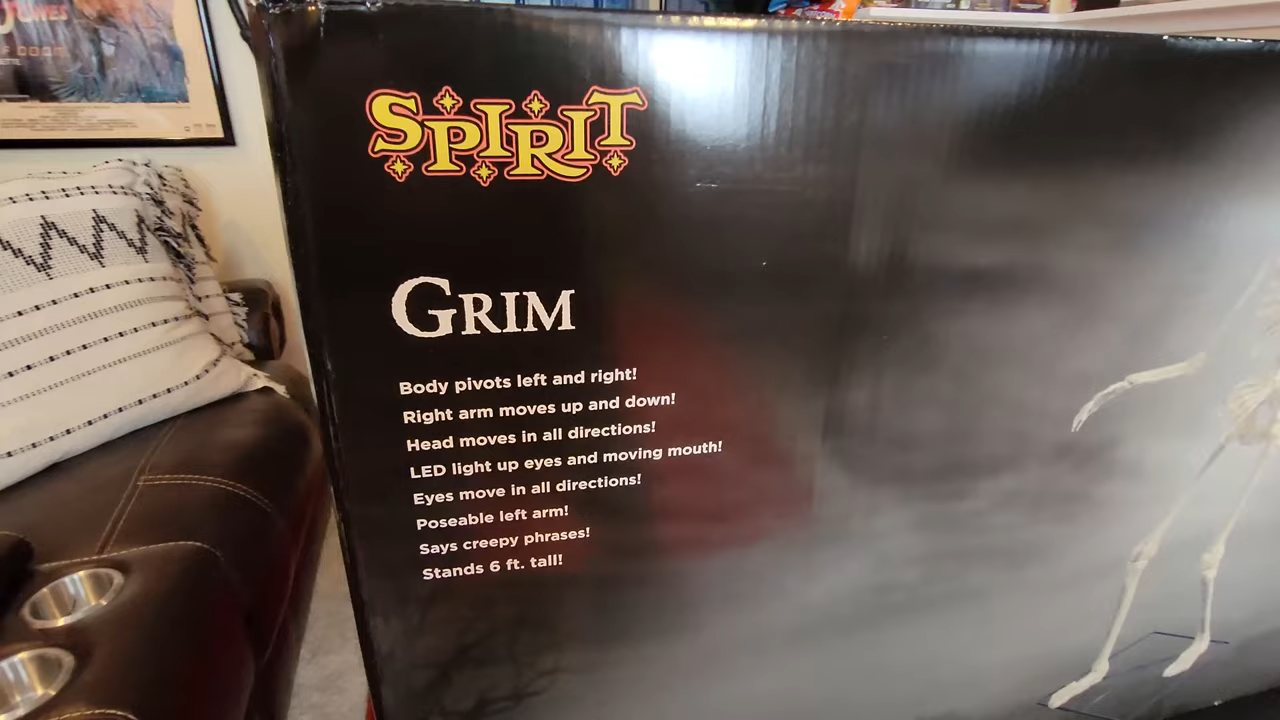 SPIRIT
GRIM
Body pivots left and right!
Right arm moves up and down!
Head moves in all directions!
LED light up eyes and moving mouth!
Eyes move in all directions!
Poseable left arm!
Says creepy phrases!
Stands 6 ft. tall!